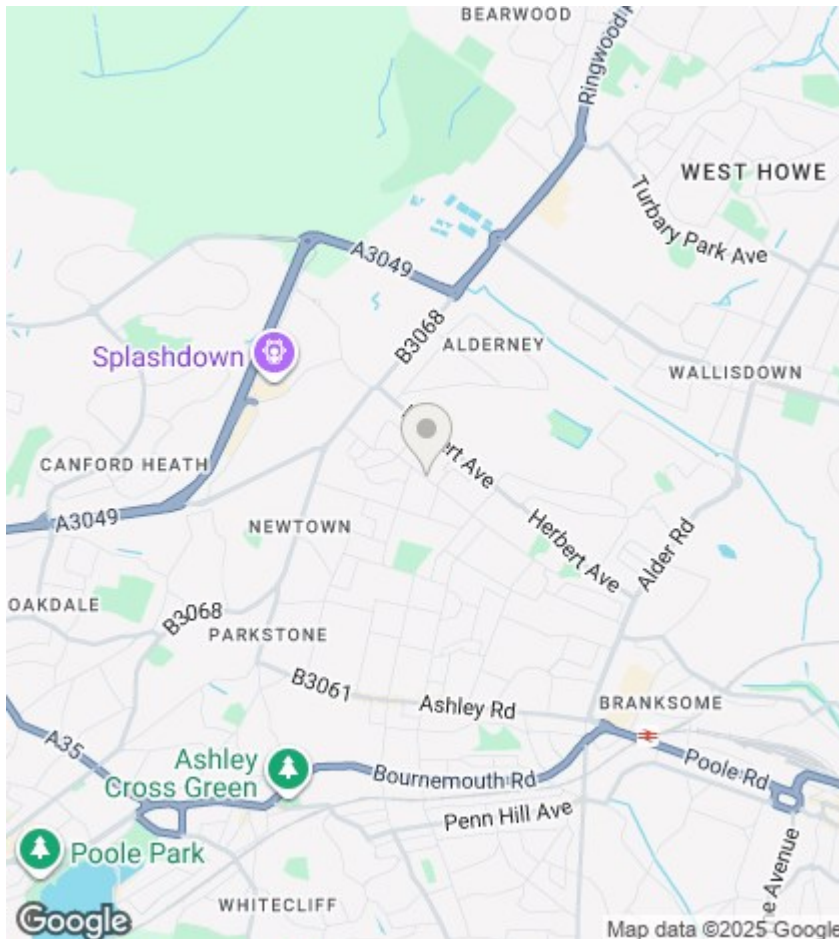 BEARWOOD
Ringwood
WEST HOWE
Turbary Park Ave
A3049
B3068
ALDERNEY
Splashdown
WALLISDOWN
ert Ave
CANFORD HEATH
A3049
NEWTOWN
Herbert Ave
Alder Rd
OAKDALE
B3068
PARKSTONE
B3061
Ashley Rd
BRANKSOME
A35
Ashley
Cross Green
Bournemouth Rd
Poole Rd
Penn Hill Ave
Poole Park
e Avenue
WHITECLIFF
Google
Map data ©2025 Google